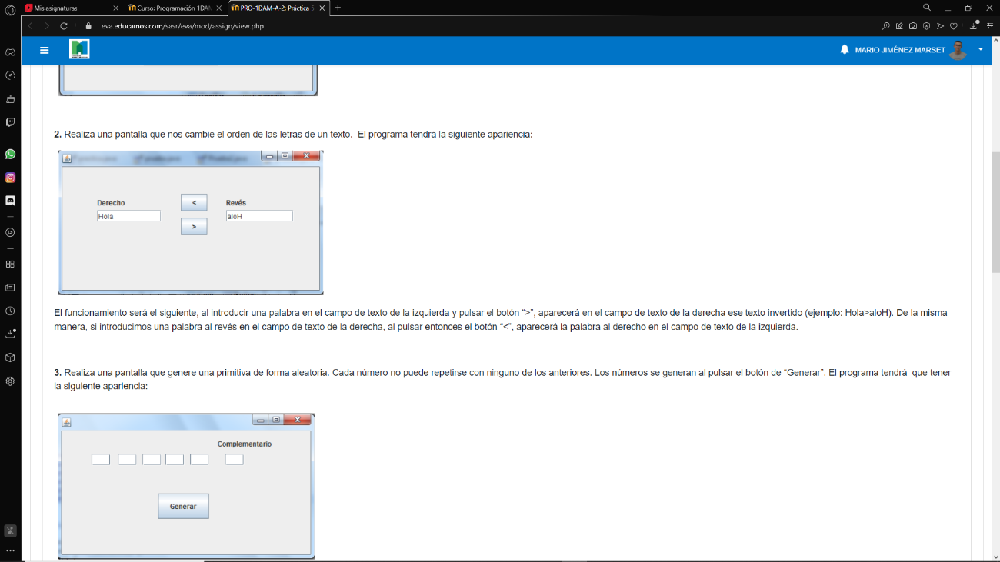 Mis asignaturas
Curso: Programación 1DAM
PRO-1DAM-A-2: Práctica 5
eva.educamos.com/sasr/eva/mod/assign/view.php
MARIO JIMÉNEZ MARSET
2. Realiza una pantalla que nos cambie el orden de las letras de un texto. El programa tendrá la siguiente apariencia:
Derecho
<
Revés
Hola
aloH
>
El funcionamiento será el siguiente, al introducir una palabra en el campo de texto de la izquierda y pulsar el botón “>”, aparecerá en el campo de texto de la derecha ese texto invertido (ejemplo: Hola>aloH). De la misma
manera, si introducimos una palabra al revés en el campo de texto de la derecha, al pulsar entonces el botón “<”, aparecerá la palabra al derecho en el campo de texto de la izquierda.
3. Realiza una pantalla que genere una primitiva de forma aleatoria. Cada número no puede repetirse con ninguno de los anteriores. Los números se generan al pulsar el botón de “Generar”. El programa tendrá que tener
la siguiente apariencia:
Complementario
Generar